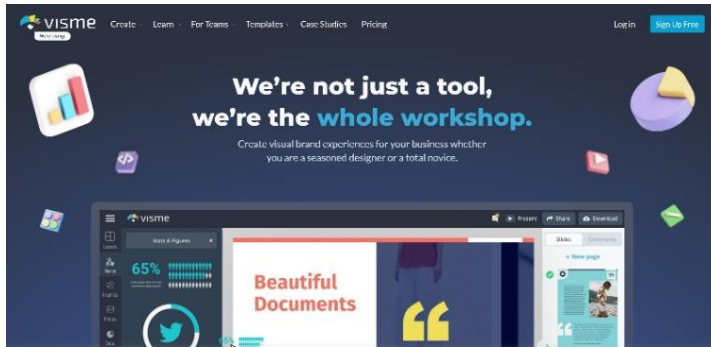 visme
Create Learn For Teams Templates Case Studies Pricing
Log in
Sign Up Free
We're not just a tool,
we're the whole workshop.
Create visual brand experiences for your business whether
you are a seasoned designer or a total novice.
visme
Present
Share
Download
Stats & Figures
×
65%
Beautiful
Documents
Slides
Comments
+ New page
65%